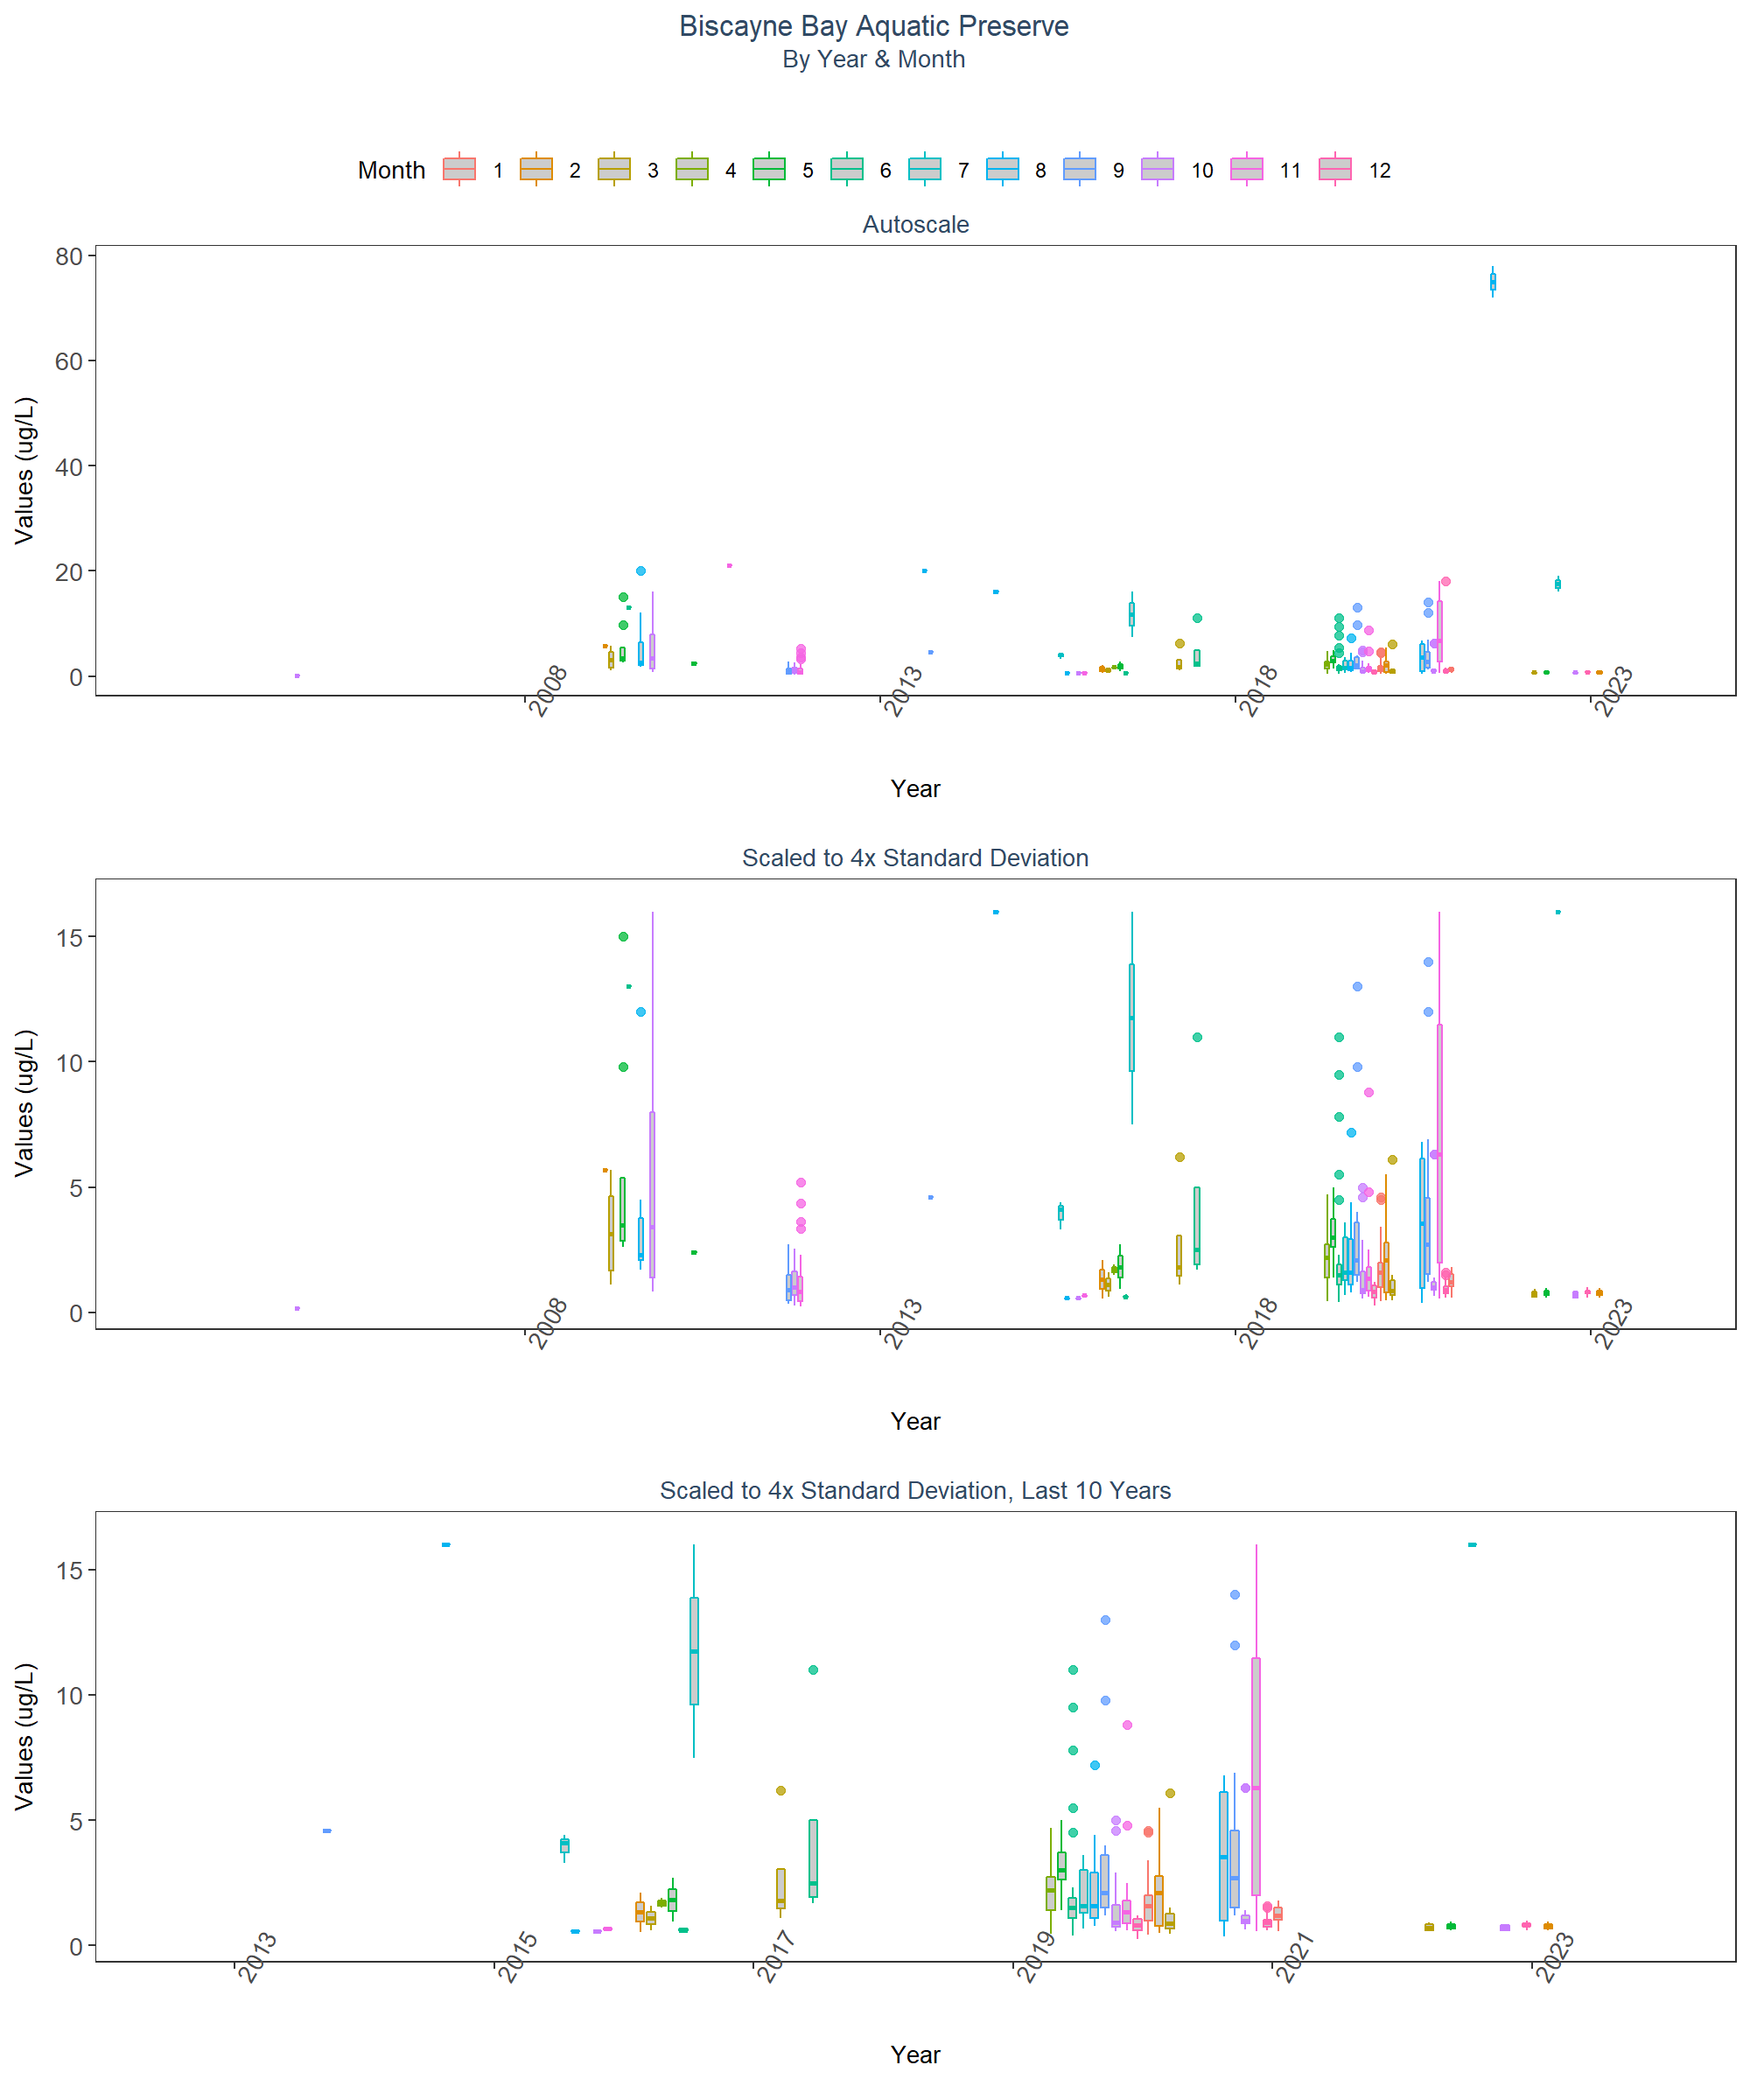 Biscayne Bay Aquatic Preserve
By Year & Month
Month 1 2 3 4 5 6 7 8 9 10 11 12
Autoscale
Values (ug/L)
80
60
40
20
0
2008 2013 2018 2023
Year
Scaled to 4x Standard Deviation
Values (ug/L)
15
10
5
0
2008 2013 2018 2023
Year
Scaled to 4x Standard Deviation, Last 10 Years
Values (ug/L)
15
10
5
0
2013 2015 2017 2019 2021 2023
Year